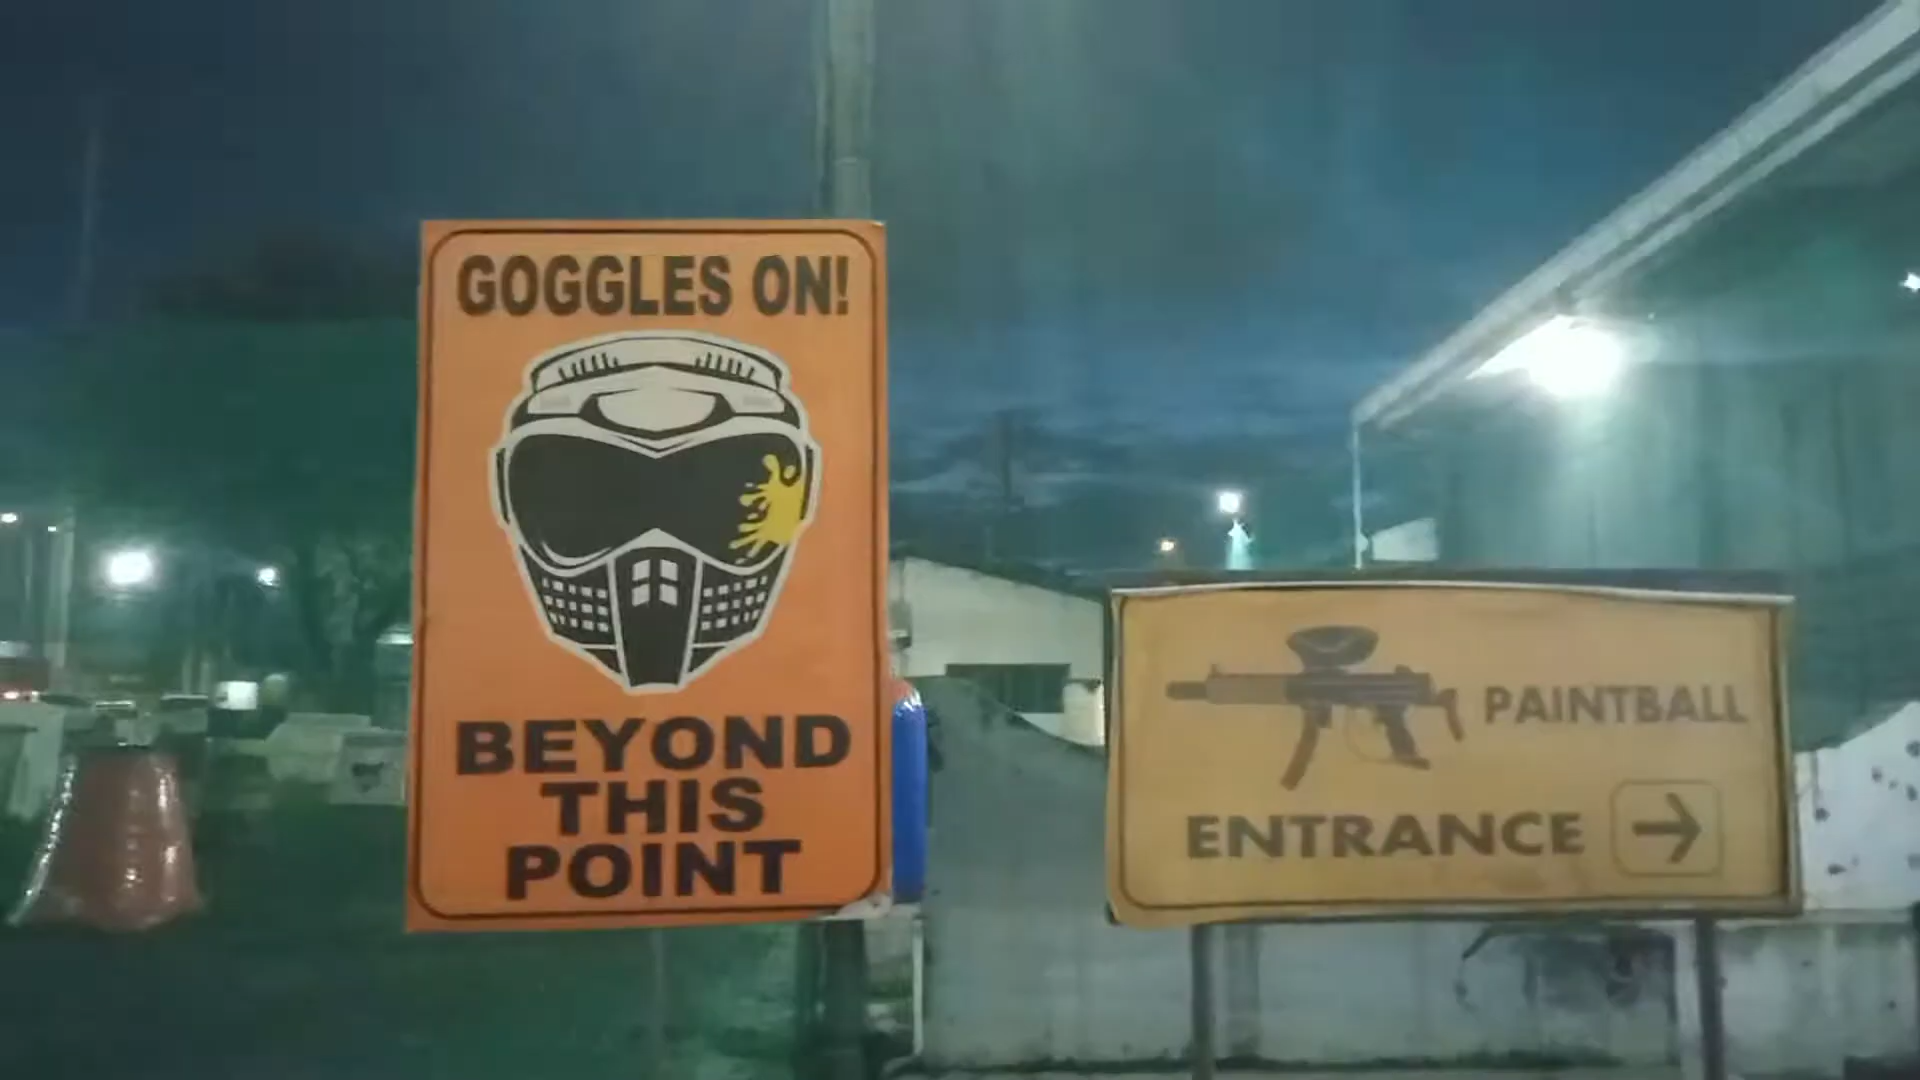 GOGGLES ON!
BEYOND
THIS
POINT
PAINTBALL
ENTRANCE